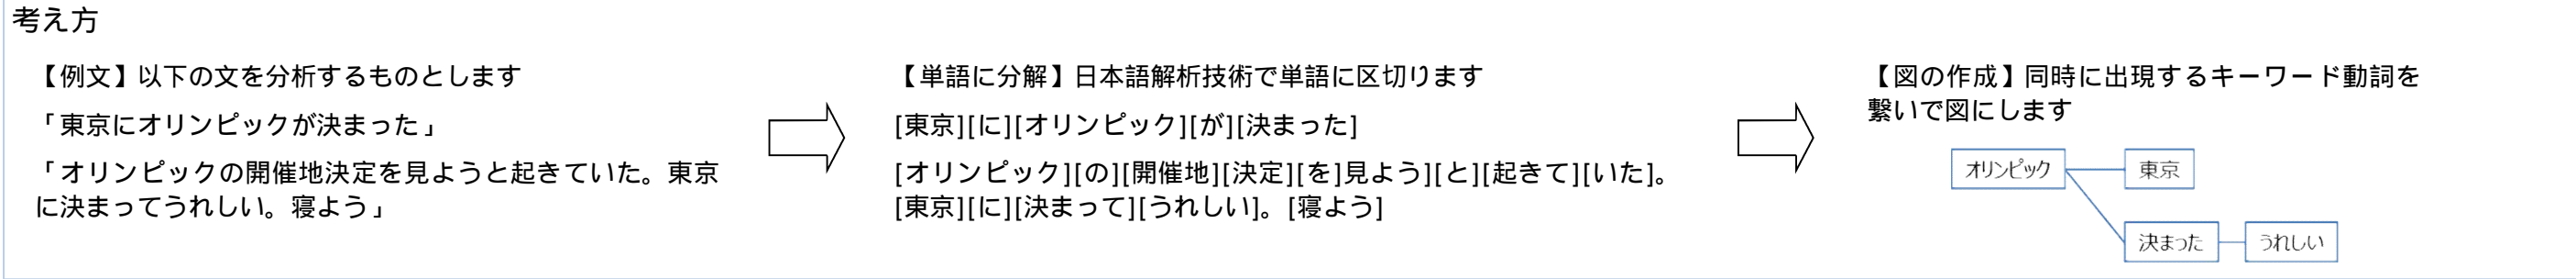 考え方
【例文】以下の文を分析するものとします
「東京にオリンピックが決まった」
「オリンピックの開催地決定を見ようと起きていた。東京
に決まってうれしい。寝よう」
【単語に分解】日本語解析技術で単語に区切ります
[東京][に][オリンピック][が][決まった]
[オリンピック][の][開催地][決定][を]見よう][と][起きて][いた]。
[東京][に][決まって][うれしい]。[寝よう]
【図の作成】同時に出現するキーワード動詞を
繋いで図にします
オリンピック
東京
決まった
うれしい